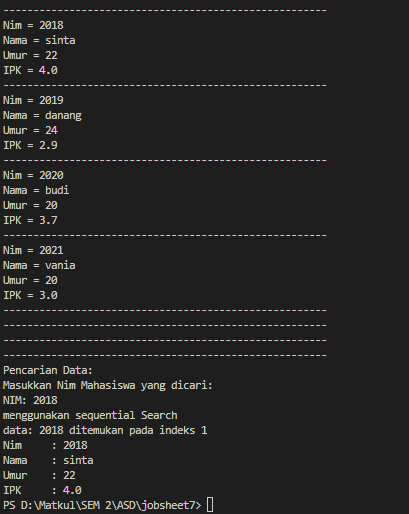 ------------------------------------------------------
Nim = 2018
Nama = sinta
Umur = 22
IPK = 4.0
------------------------------------------------------
Nim = 2019
Nama = danang
Umur = 24
IPK = 2.9
------------------------------------------------------
Nim = 2020
Nama = budi
Umur = 20
IPK = 3.7
------------------------------------------------------
Nim = 2021
Nama = vania
Umur = 20
IPK = 3.0
------------------------------------------------------
------------------------------------------------------
------------------------------------------------------
------------------------------------------------------
Pencarian Data:
Masukkan Nim Mahasiswa yang dicari:
NIM: 2018
menggunakan sequential Search
data: 2018 ditemukan pada indeks 1
Nim     : 2018
Nama    : sinta
Umur    : 22
IPK     : 4.0
PS D:\Matkul\SEM 2\ASD\jobsheet7>